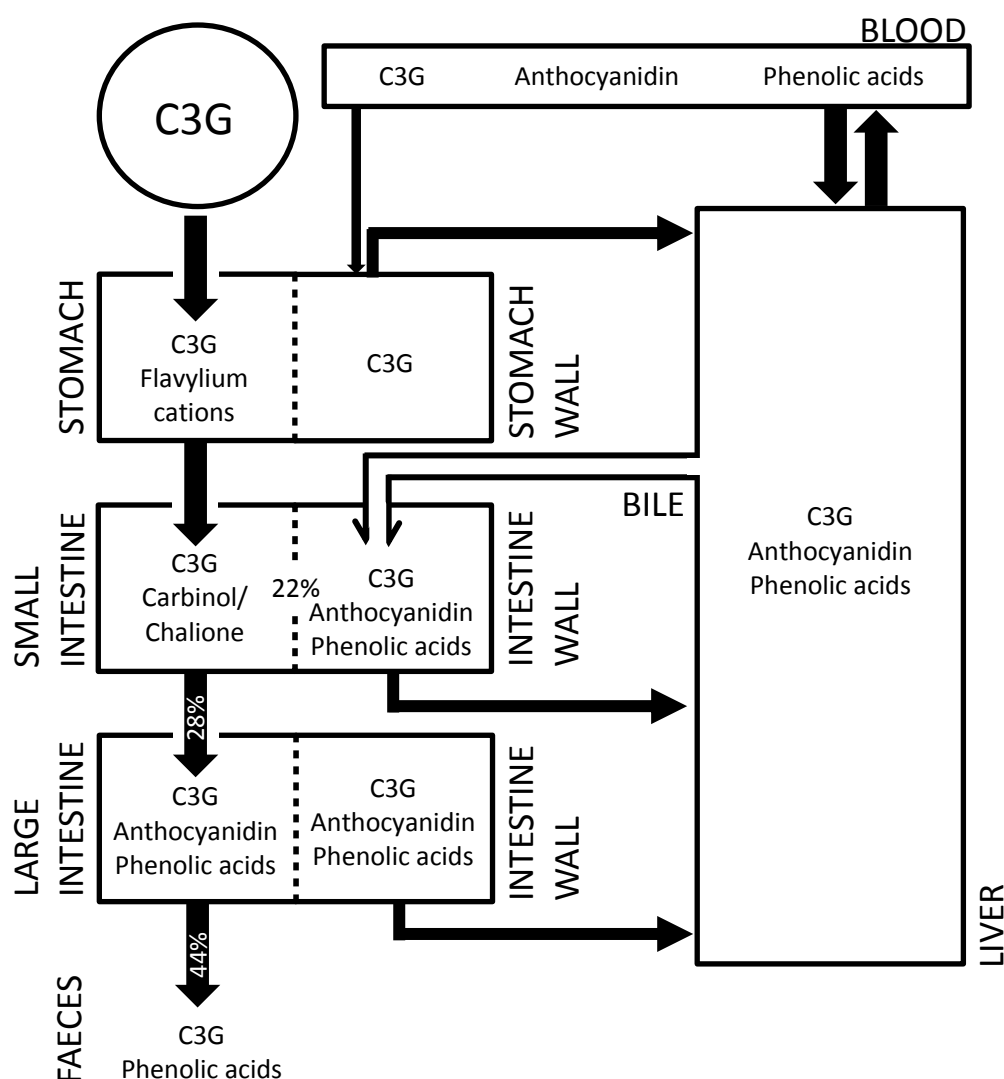 BLOOD
C3G Anthocyanidin Phenolic acids
C3G
STOMACH
C3G
Flavylium
cations
C3G
STOMACH
WALL
SMALL
INTESTINE
C3G
Carbinol/
Chalione
22%
C3G
Anthocyanidin
Phenolic acids
INTESTINE
WALL
BILE
C3G
Anthocyanidin
Phenolic acids
LIVER
28%
LARGE
INTESTINE
C3G
Anthocyanidin
Phenolic acids
C3G
Anthocyanidin
Phenolic acids
INTESTINE
WALL
44%
FAECES
C3G
Phenolic acids